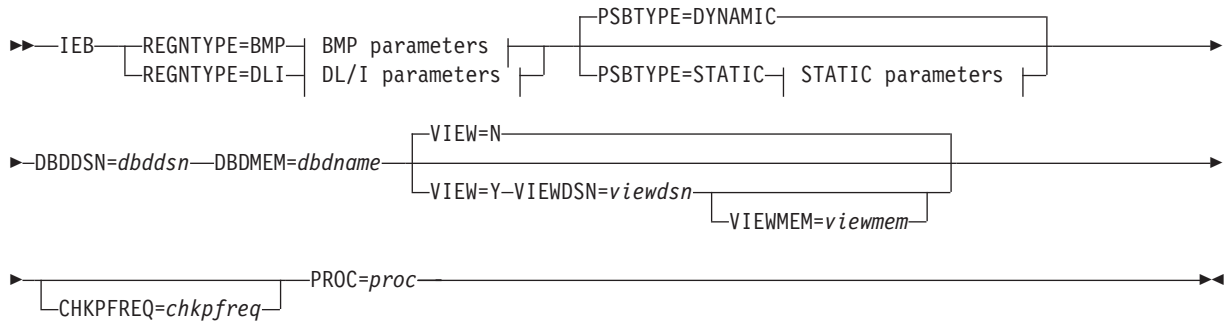 PSBTYPE=DYNAMIC
IEB REGNTYPE=BMP BMP parameters
REGNTYPE=DLI DL/I parameters PSBTYPE=STATIC STATIC parameters
VIEW=N
DBDDSN=dbddsn DBDMEM=dbdname
VIEW=Y VIEWDSN=viewdsn
VIEWMEM=viewmem
PROC=proc
CHKPFREQ=chkpfreq